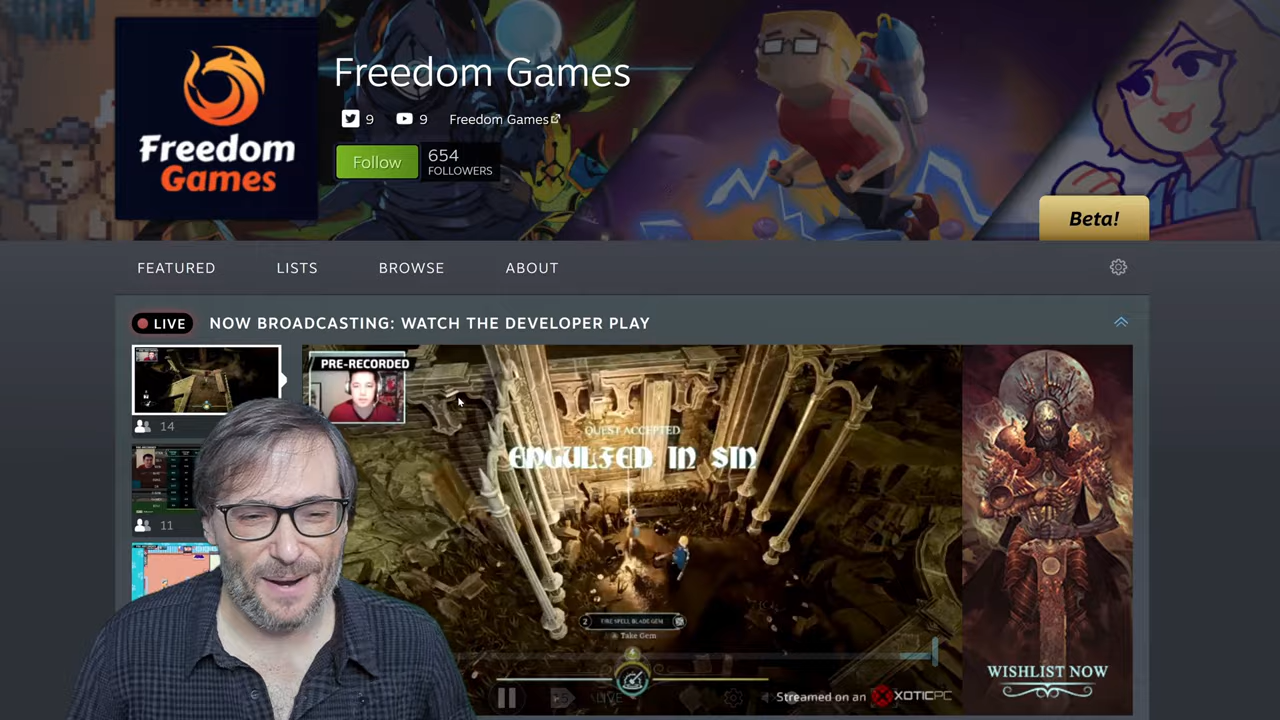 Freedom Games
9 9 Freedom Games
Freedom
Games
Follow
654
FOLLOWERS
Beta!
FEATURED LISTS BROWSE ABOUT
LIVE NOW BROADCASTING: WATCH THE DEVELOPER PLAY
PRE-RECORDED
14
QUEST ACCEPTED
ENGULFED IN SIN
11
2
Take Gem
WISHLIST NOW
LIVE
Streamed on an XOTICPC